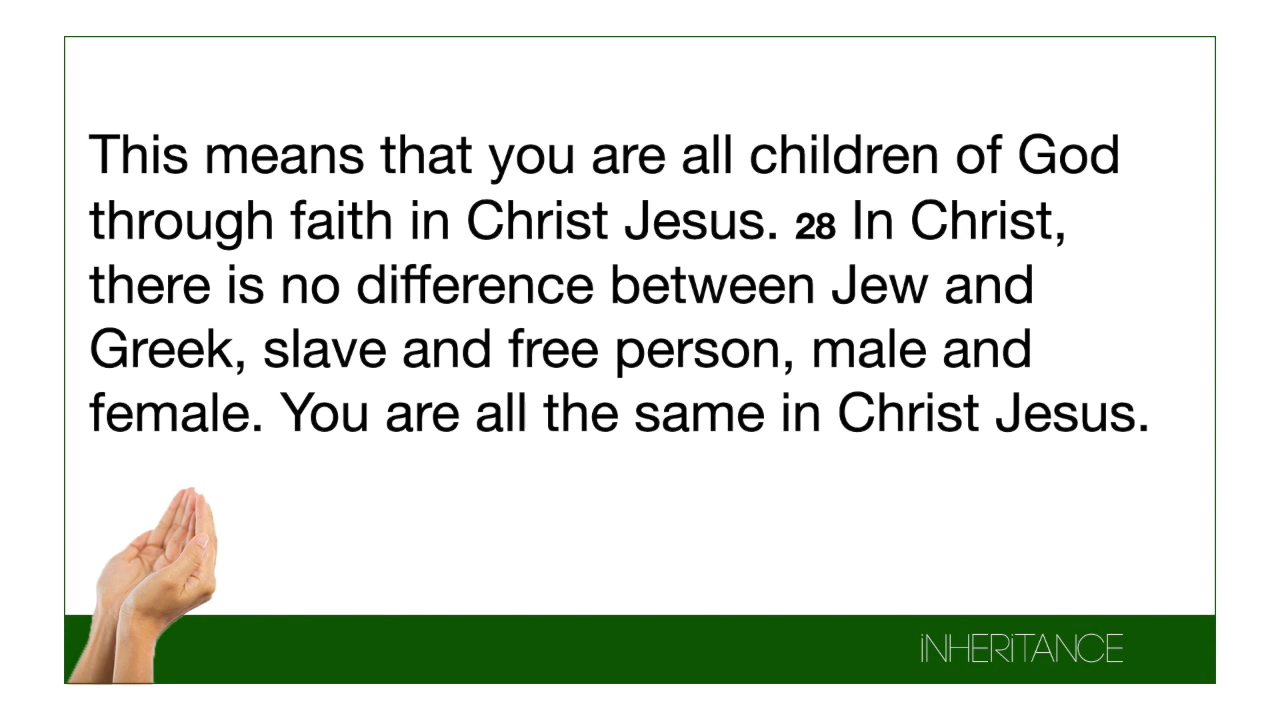 This means that you are all children of God
through faith in Christ Jesus. 28 In Christ,
there is no difference between Jew and
Greek, slave and free person, male and
female. You are all the same in Christ Jesus.
iNHERiTANCE